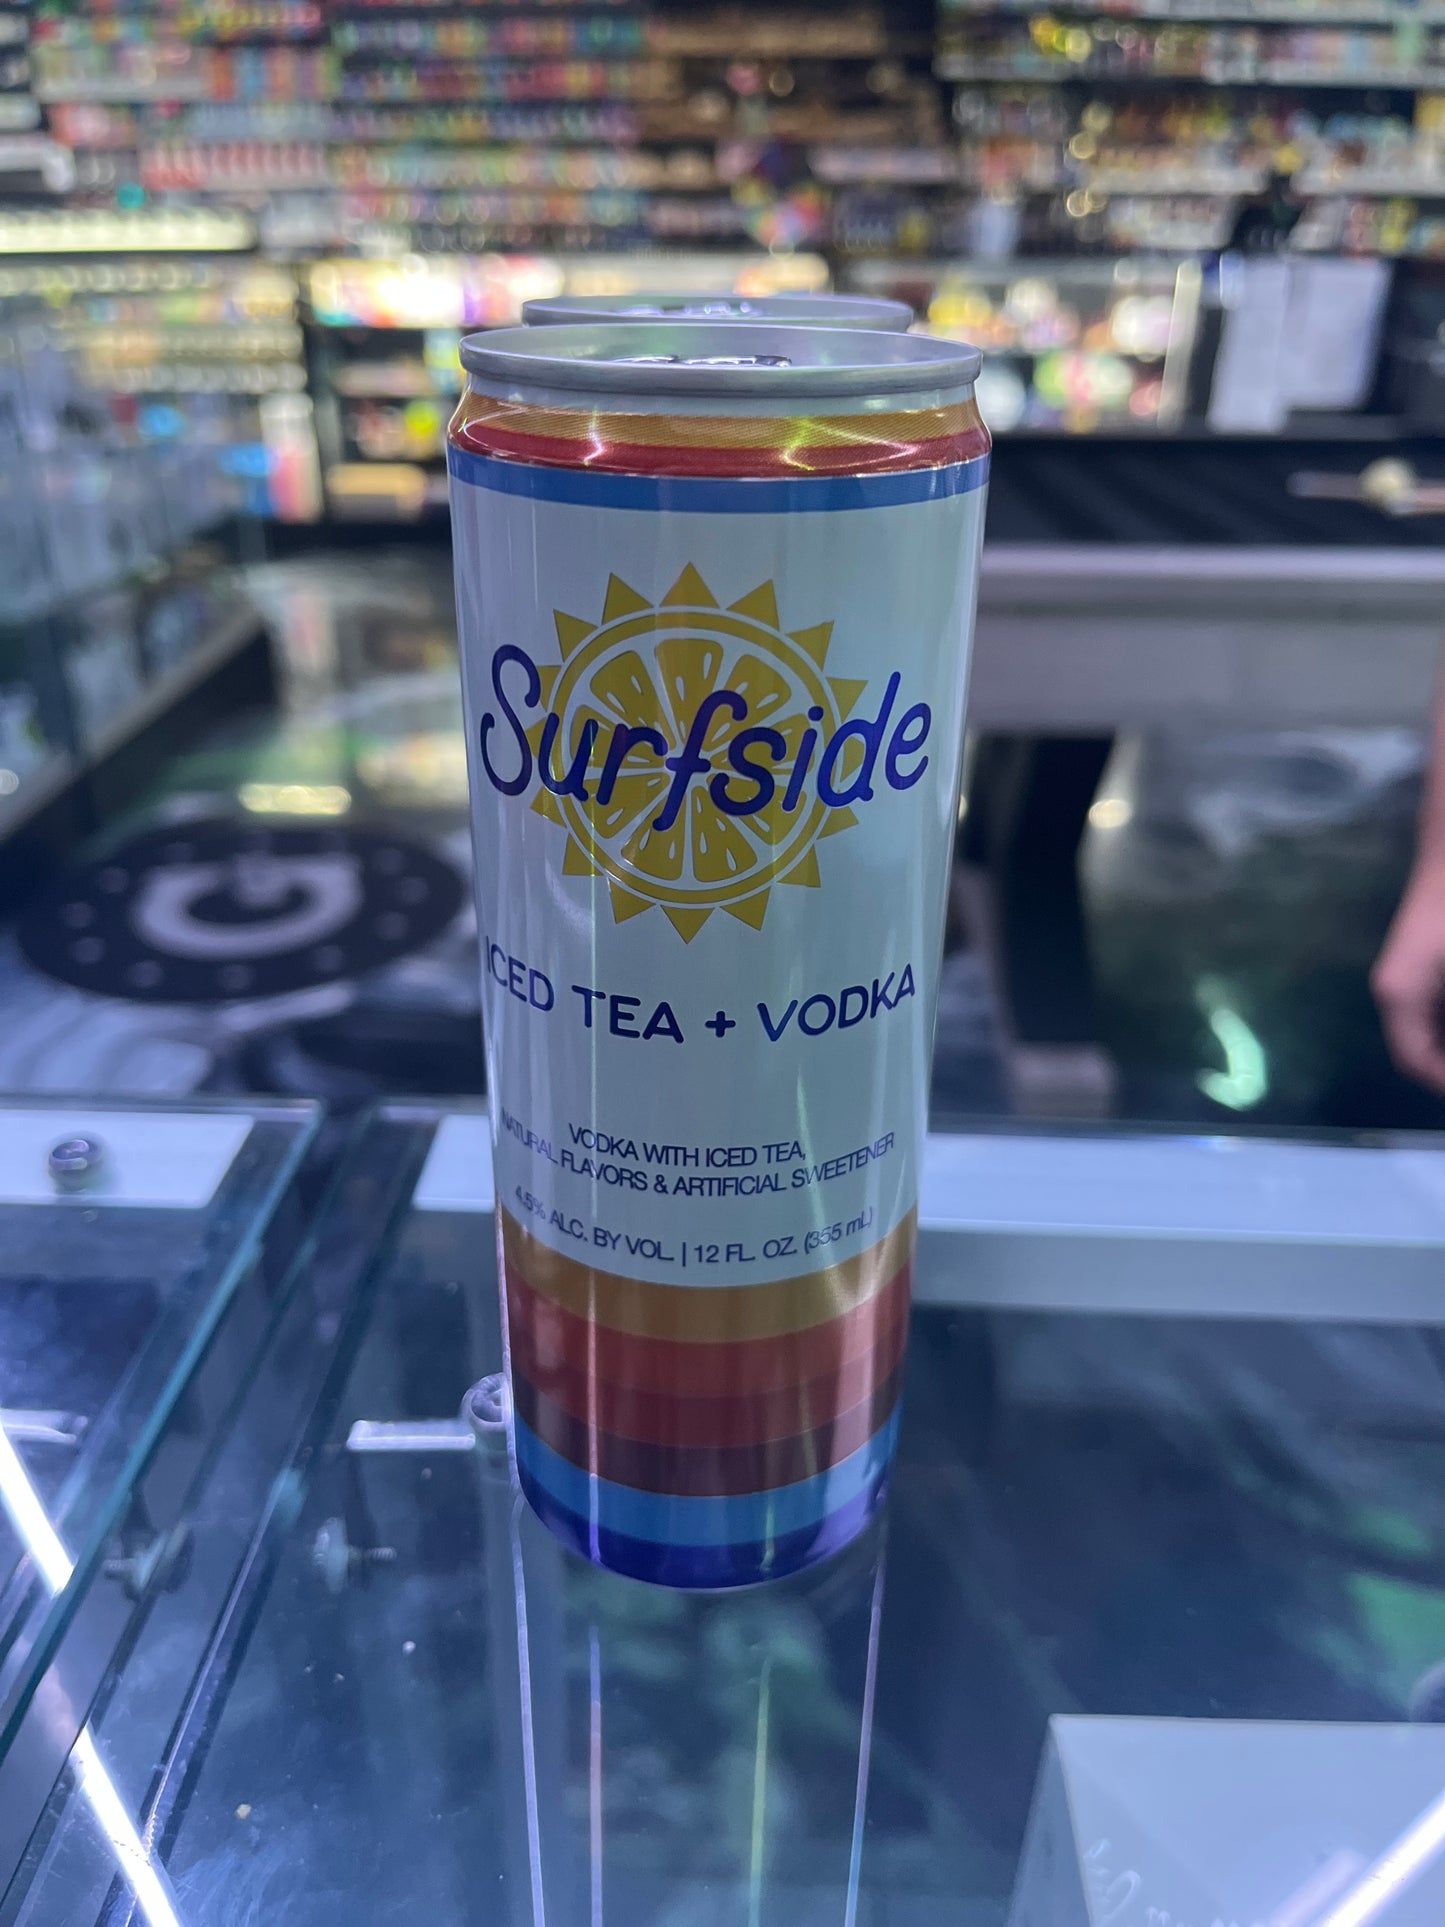 Surfside
ICED TEA + VODKA
VODKA WITH ICED TEA,
NATURAL FLAVORS & ARTIFICIAL SWEETENER
4.5% ALC. BY VOL. | 12 FL. OZ. (355 mL)